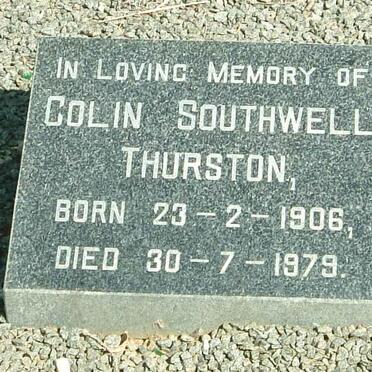 In Loving Memory of
Colin Southwell
Thurston,
Born 23-2-1906,
Died 30-7-1979.